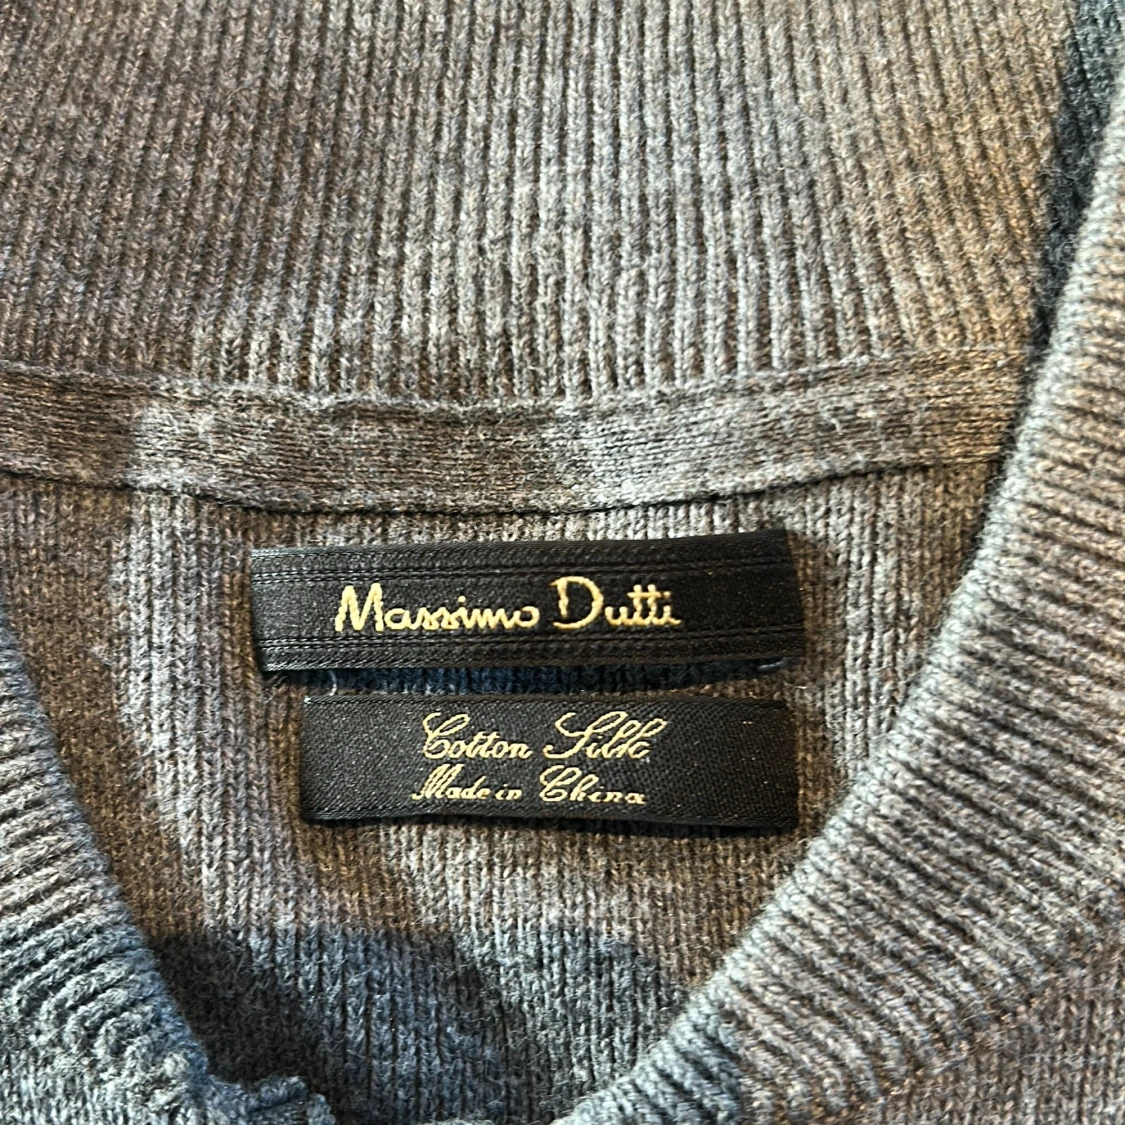 Massimo Dutti
Cotton Silk
Made in China